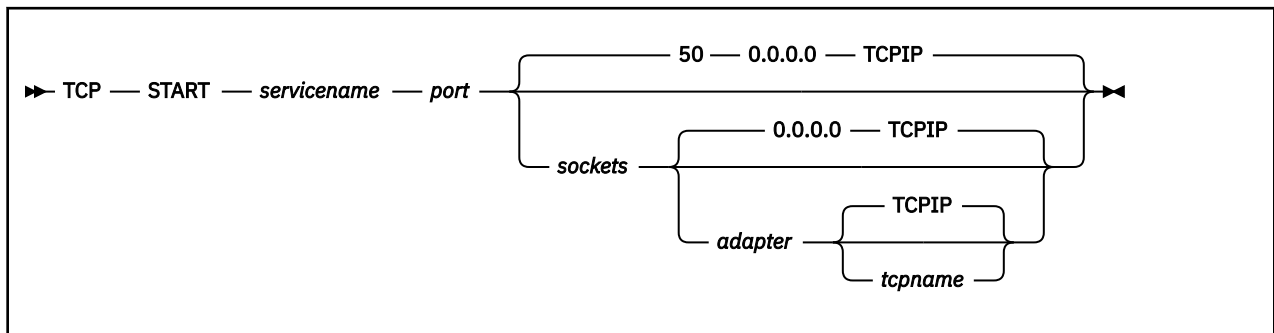 50 0.0.0.0 TCPIP
TCP START servicename port
0.0.0.0 TCPIP
sockets
TCPIP
adapter
tcpname